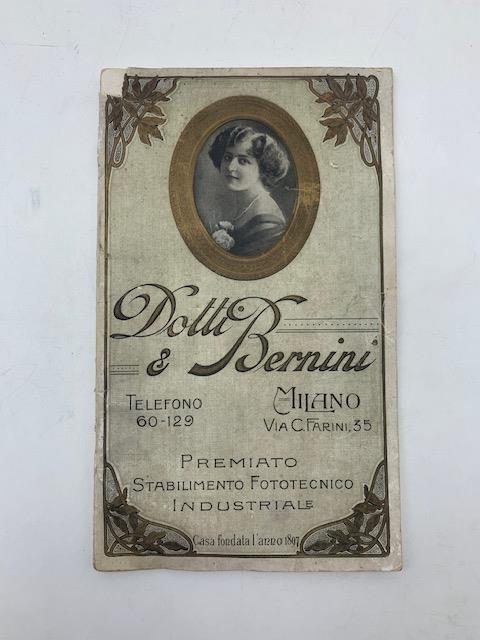 Dotti
& Bernini
TELEFONO
60-129
MILANO
VIA C. FARINI, 35
PREMIATO
STABILIMENTO FOTOTECNICO
INDUSTRIALE
Casa fondata l'anno 1897